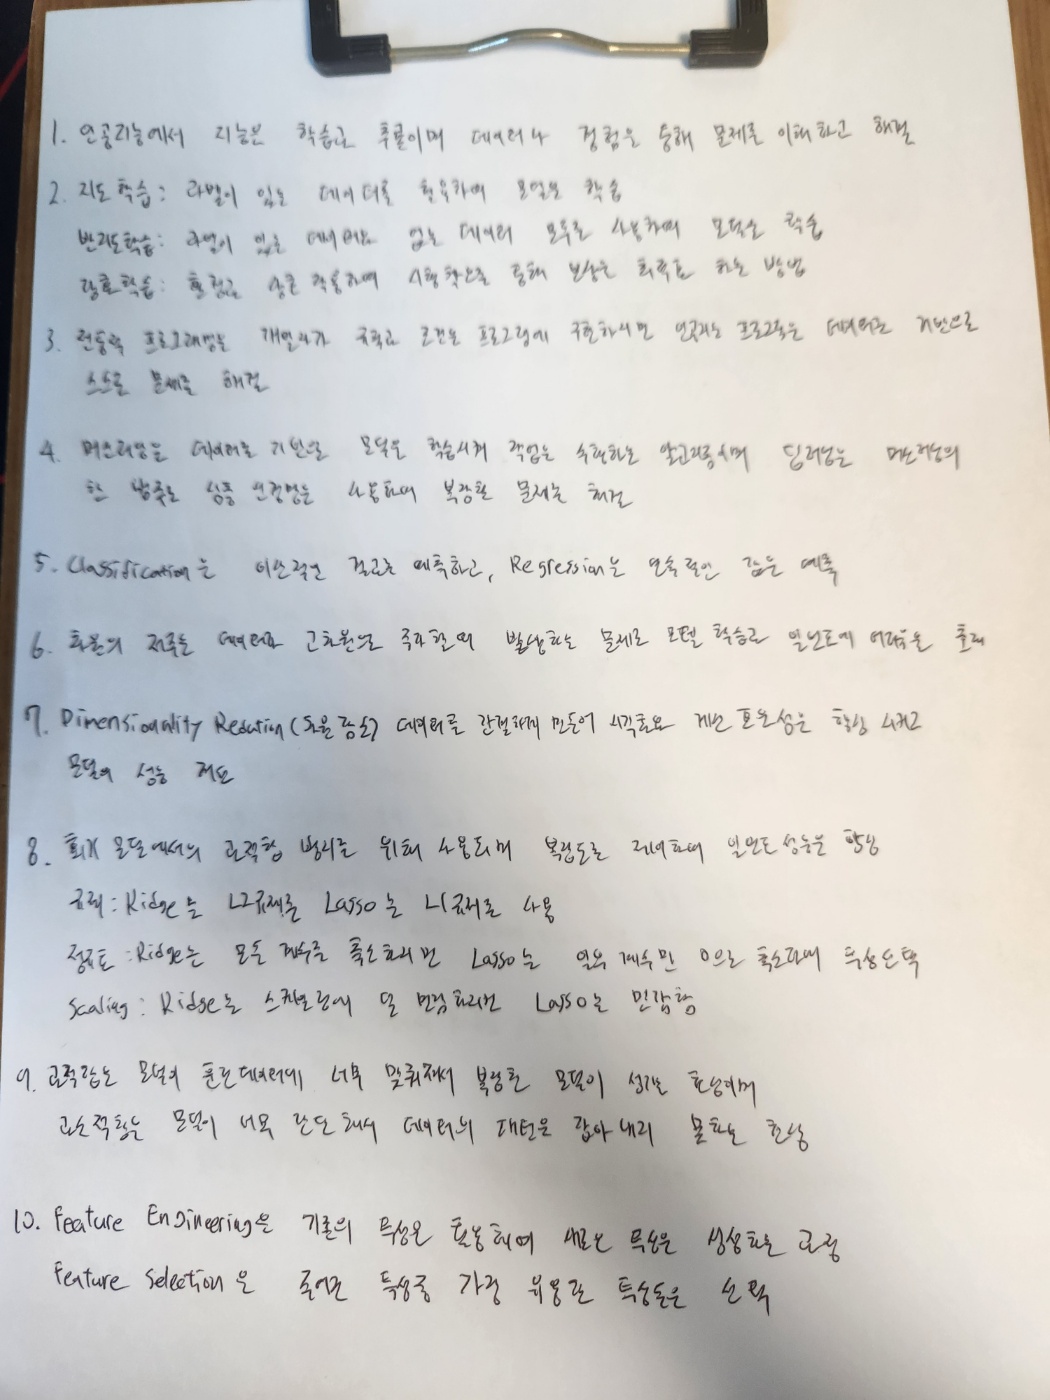 1. 인공지능에서 지능은 학습과 추론이며 데이터나 경험을 통해 문제를 이해하고 해결
2. 지도학습: 라벨이 있는 데이터를 활용하여 모델을 학습
반지도학습: 라벨이 있는 데이터와 없는 데이터 모두를 사용하여 모델을 학습
강화학습: 환경과 상호 작용하며 시행착오를 통해 보상을 최대로 하는 방법
3. 전통적 프로그래밍은 개발자가 규칙과 조건을 프로그램에 구현하지만 프로그램은 데이터를 기반으로
스스로 문제를 해결
4. 머신러닝은 데이터를 기반으로 모델을 학습시켜 작업을 수행하는 알고리즘이며 딥러닝은 머신러닝의
한 범주로 심층 신경망을 사용하여 복잡한 문제를 해결
5. Classification은 이산적인 결과를 예측하고, Regression은 연속적인 값을 예측
6. 차원의 저주는 데이터가 고차원으로 증가할 때 발생하는 문제로 모델 학습과 일반화에 어려움을 초래
7. Dimensionality Reduction(차원 감소) 데이터를 간결하게 만들어 시각화와 계산 효율성을 향상 시키고
모델의 성능
8. 회귀 모델에서의 과적합 방지를 위해 사용되며 복잡도를 제어하여 일반화 성능을 향상
규제: Ridge는 L2규제를 Lasso는 L1규제를 사용
:Ridge는 모든 계수를 축소하지만 Lasso는 일부 계수만 0으로 축소하여 특성선택
Scaling: Ridge는 스케일링에 덜 민감하지만 Lasso는 민감함
9. 과적합은 모델이 훈련데이터에 너무 맞춰져서 복잡한 모델이 현상이며
과소적합은 모델이 너무 간단해서 데이터의 패턴을 잡아내지 못하는 현상
10. Feature Engineering은 기존의 특성을 활용하여 새로운 특성을 생성하는 과정
Feature Selection은 주어진 특성중 가장 유용한 특성들을 선택